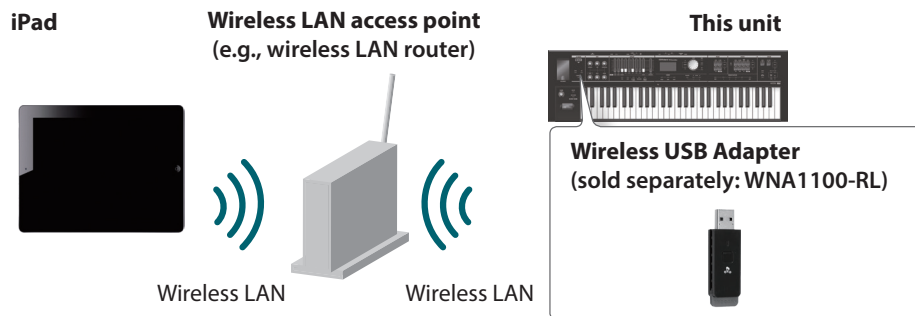 iPad
Wireless LAN access point
(e.g., wireless LAN router)
This unit
Wireless USB Adapter
(sold separately: WNA1100-RL)
Wireless LAN
Wireless LAN